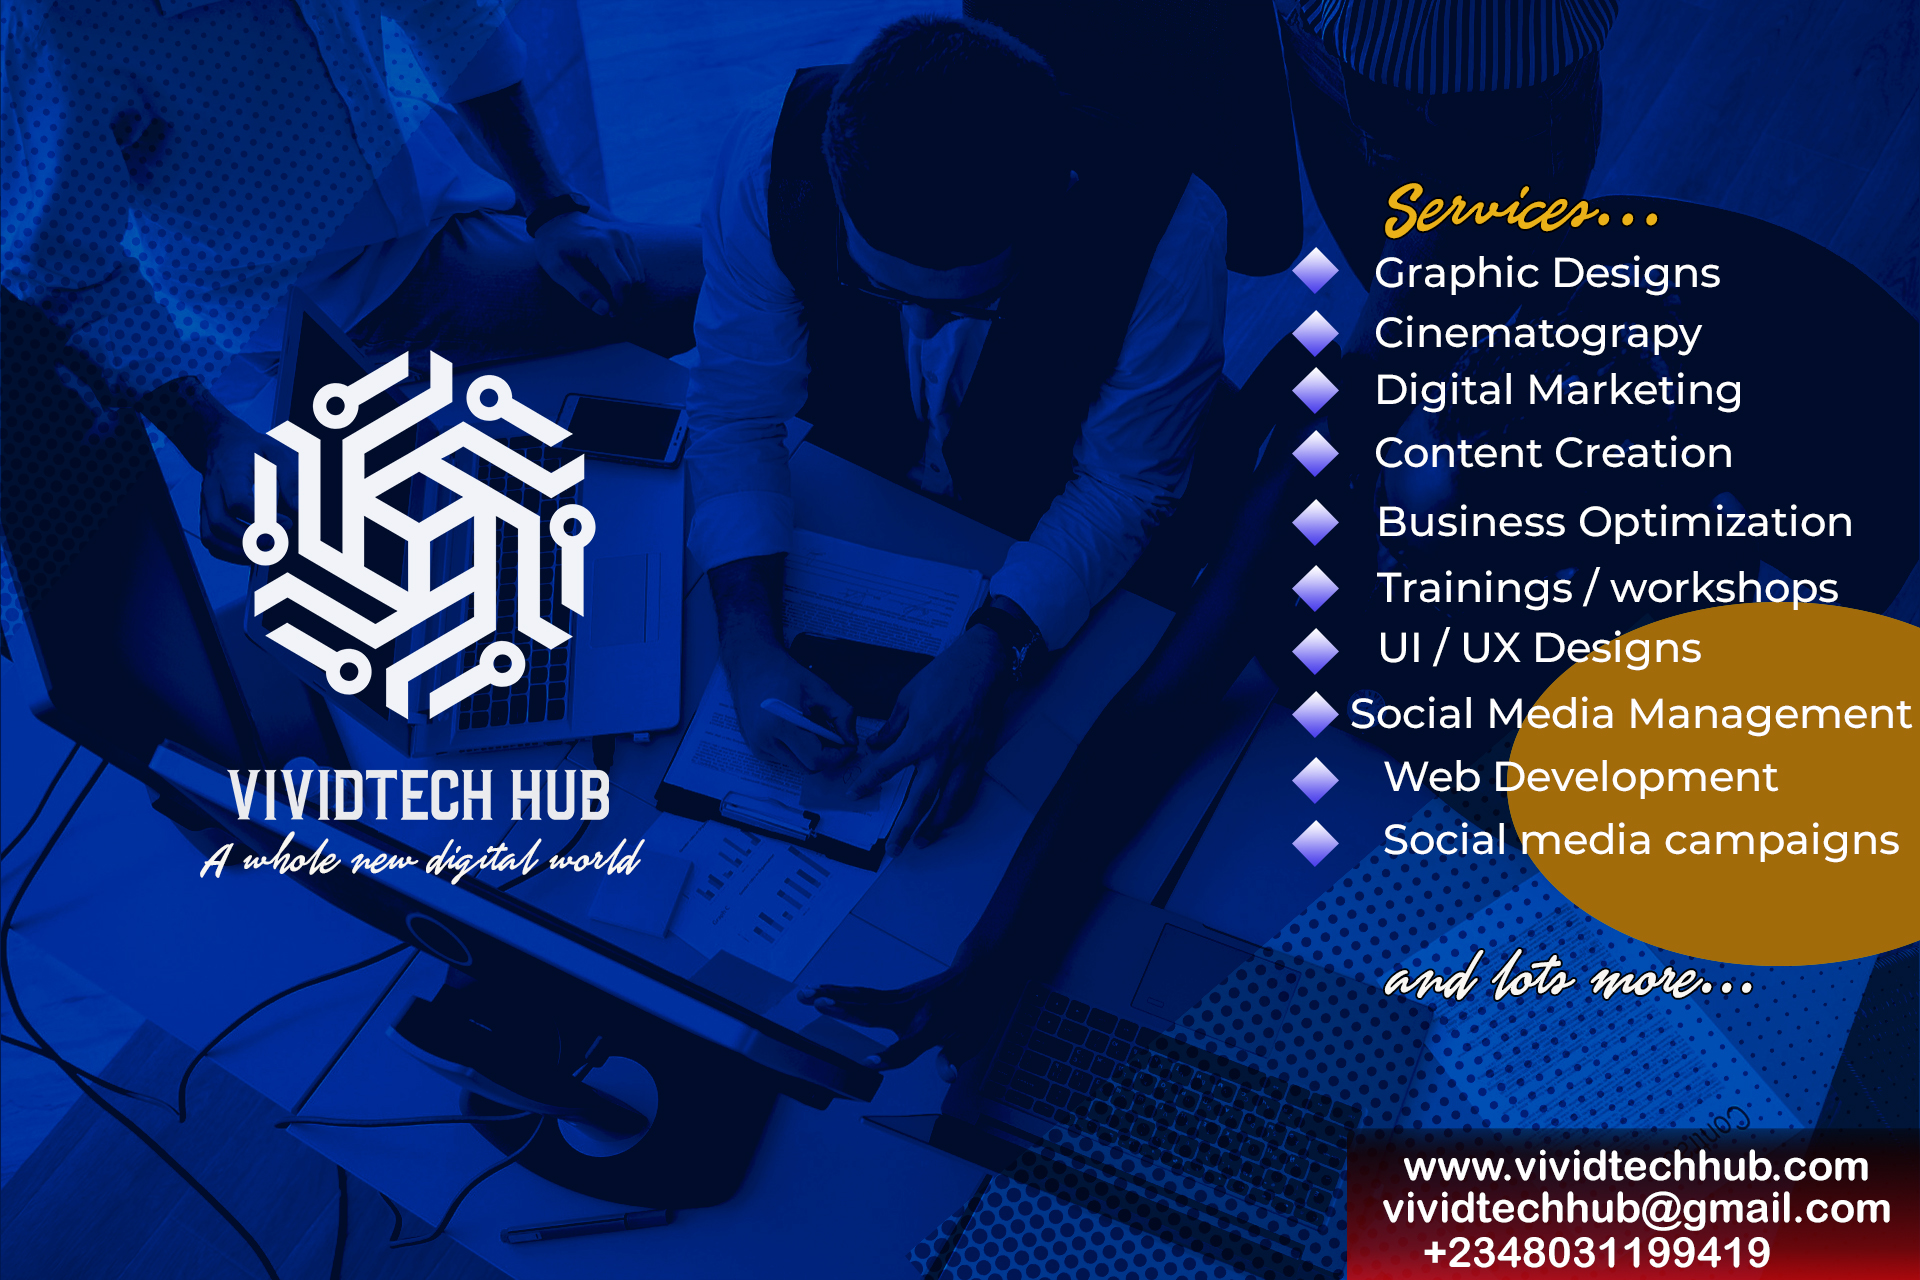 VIVIDTECH HUB
A whole new digital world
Services...
Graphic Designs
Cinematograpy
Digital Marketing
Content Creation
Business Optimization
Trainings / workshops
UI / UX Designs
Social Media Management
Web Development
Social media campaigns
and lots more...
www.vividtechhub.com
vividtechhub@gmail.com
+2348031199419